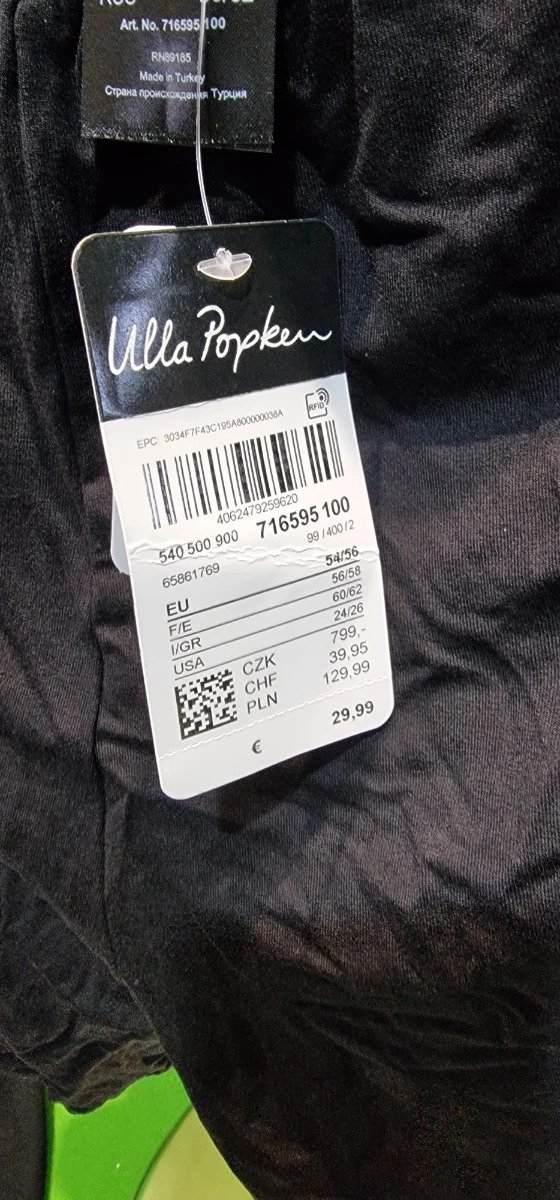 Art. No. 716595 100
RN89185
Made in Turkey
Страна происхождения Турция
Ulla Popken
RFID
EPC 3034F7F43C195A800000036A
4062479259620
540 500 900 716595 100
65861769 99/400/2
EU 54/56
F/E 56/58
I/GR 60/62
USA 24/26
CZK 799,-
CHF 39,95
PLN 129,99
€ 29,99